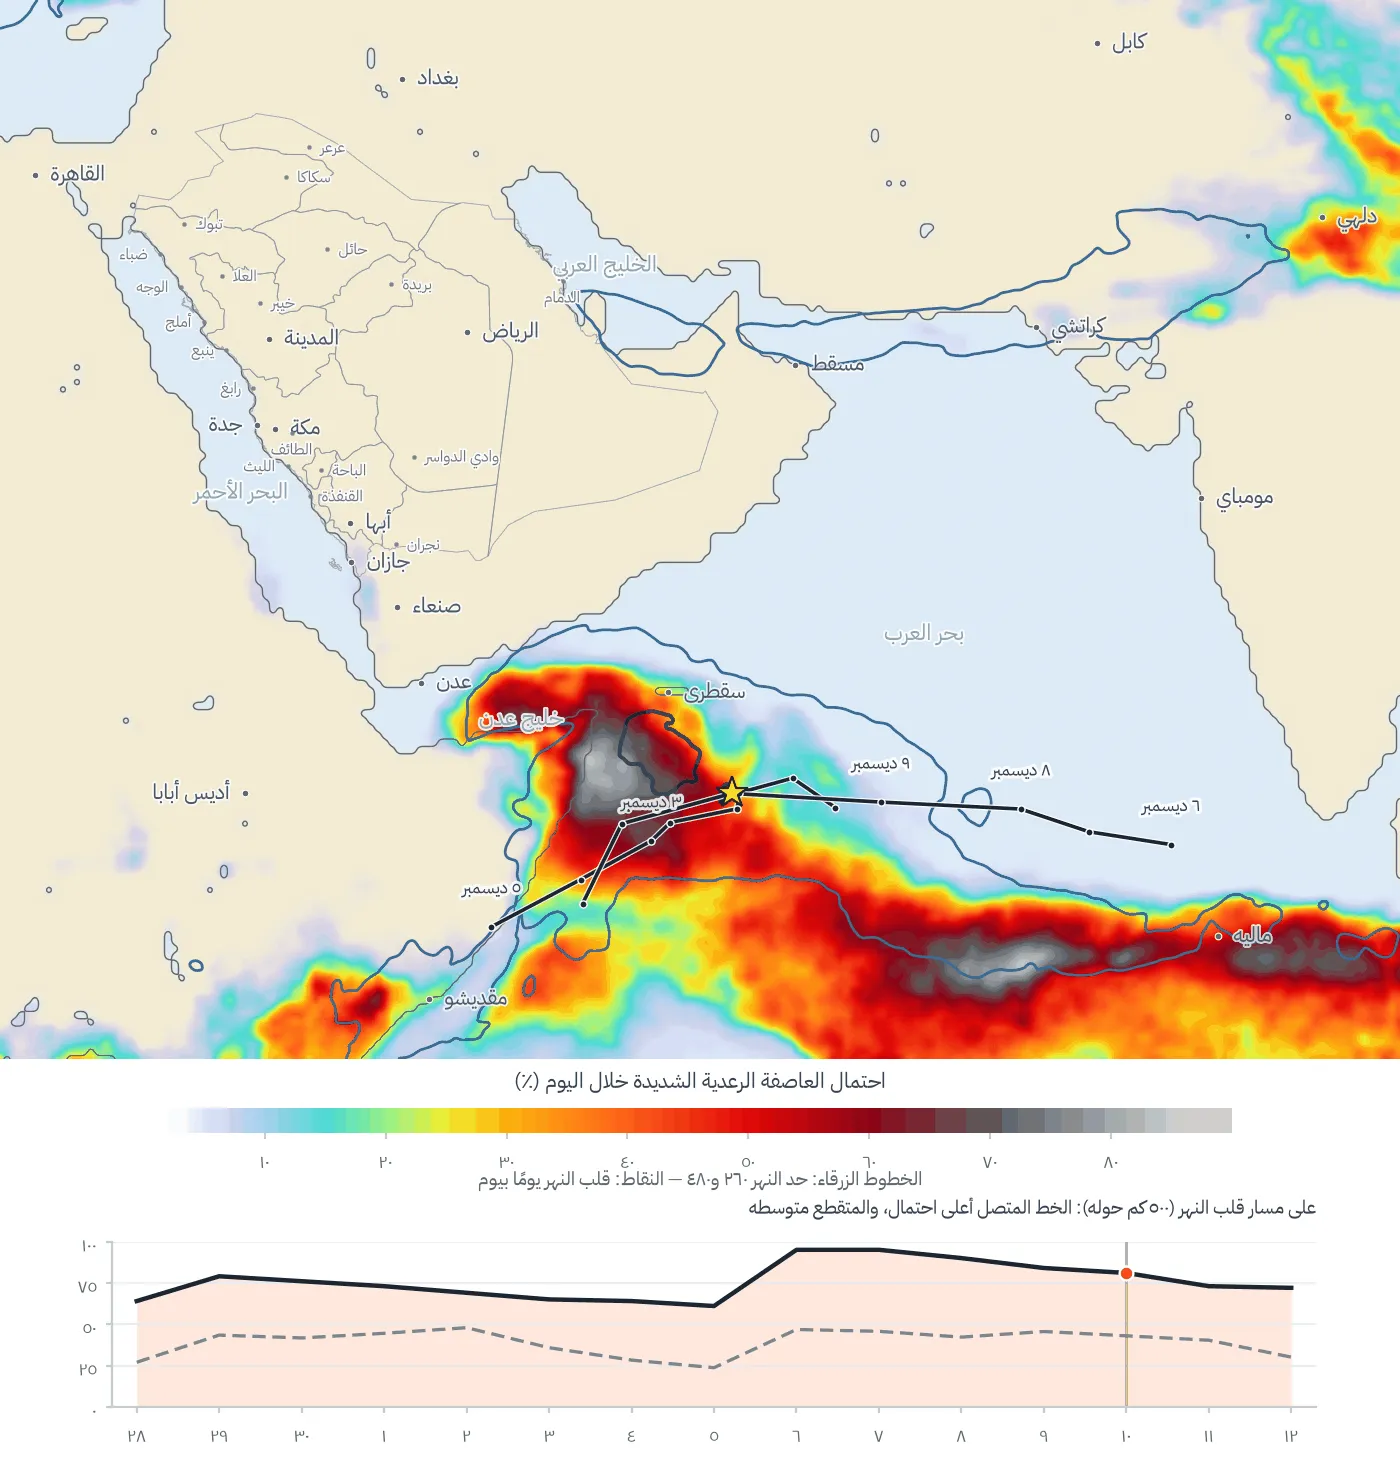 كابل
بغداد
القاهرة
عرعر
سكاكا
تبوك
حائل
دلهي
ضباء
العلا
الخليج العربي
الوجه
خيبر
بريدة
الدمام
أملج
المدينة
الرياض
كراتشي
ينبع
مسقط
رابغ
جدة
مكة
الطائف
الليث
الباحة
وادي الدواسر
البحر الأحمر
القنفذة
مومباي
أبها
نجران
جازان
صنعاء
بحر العرب
عدن
سقطرى
خليج عدن
٩ ديسمبر
٨ ديسمبر
أديس أبابا
٣ ديسمبر
٦ ديسمبر
٥ ديسمبر
ماليه
مقديشو
احتمال العاصفة الرعدية الشديدة خلال اليوم (٪)
١٠ ٢٠ ٣٠ ٤٠ ٥٠ ٦٠ ٧٠ ٨٠
الخطوط الزرقاء: حد النهر ٢٦٠ و٤٨٠ — النقاط: قلب النهر يومًا بيوم
على مسار قلب النهر (٥٠٠ كم حوله): الخط المتصل أعلى احتمال، والمتقطع متوسطه
١٠٠
٧٥
٥٠
٢٥
٠
٢٨ ٢٩ ٣٠ ١ ٢ ٣ ٤ ٥ ٦ ٧ ٨ ٩ ١٠ ١١ ١٢